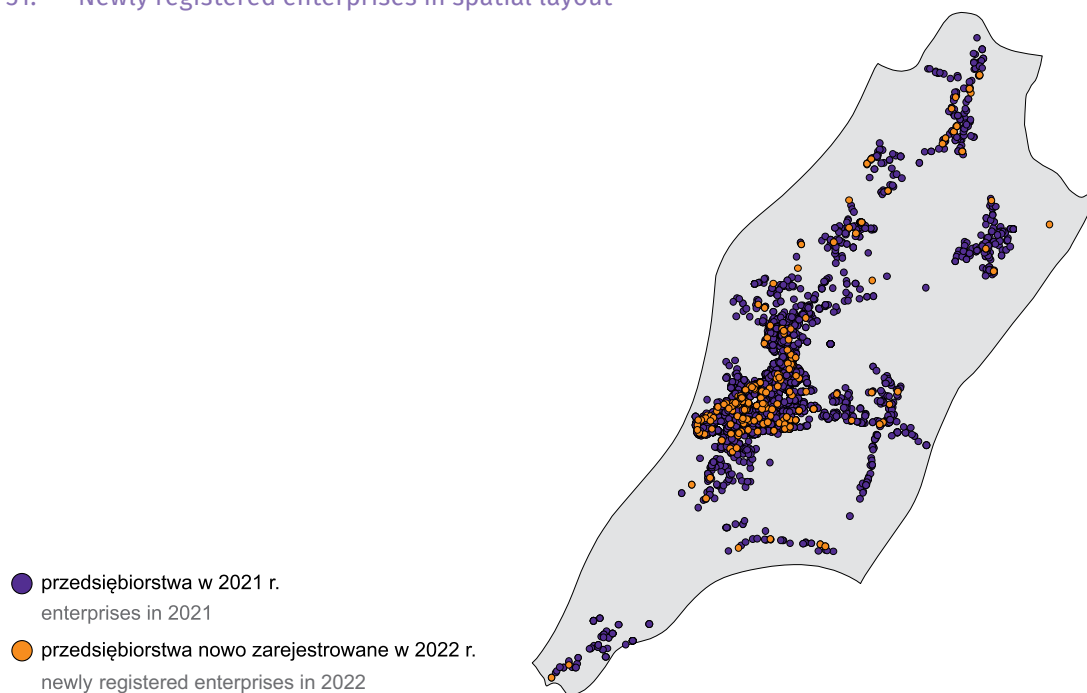 51. Newly registered enterprises in spatial layout
przedsiębiorstwa w 2021 r.
enterprises in 2021
przedsiębiorstwa nowo zarejestrowane w 2022 r.
newly registered enterprises in 2022